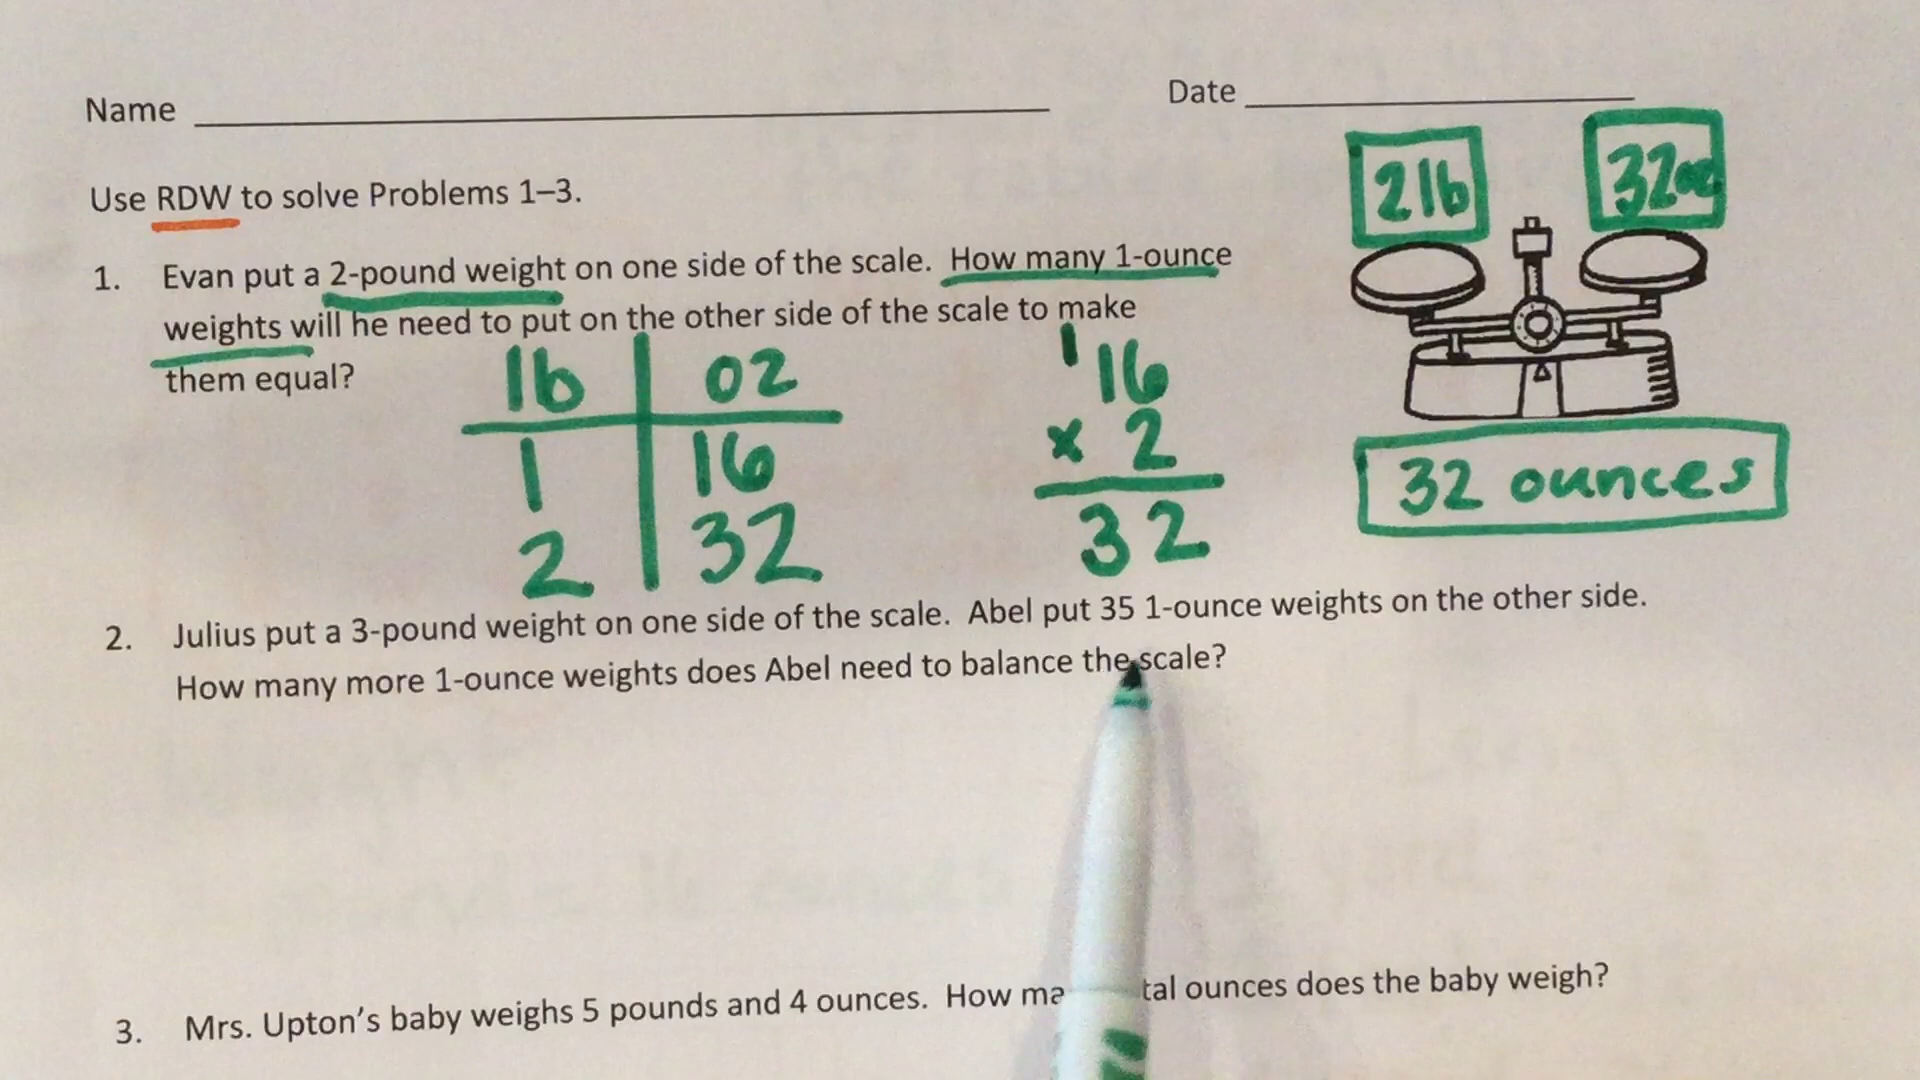 Name
Date
Use RDW to solve Problems 1–3.
2 lb
32oz
1. Evan put a 2-pound weight on one side of the scale. How many 1-ounce
weights will he need to put on the other side of the scale to make
them equal?
lb oz
1 16
2 32
1
16
x 2
32
32 ounces
2. Julius put a 3-pound weight on one side of the scale. Abel put 35 1-ounce weights on the other side.
How many more 1-ounce weights does Abel need to balance the scale?
3. Mrs. Upton's baby weighs 5 pounds and 4 ounces. How ounces does the baby weigh?